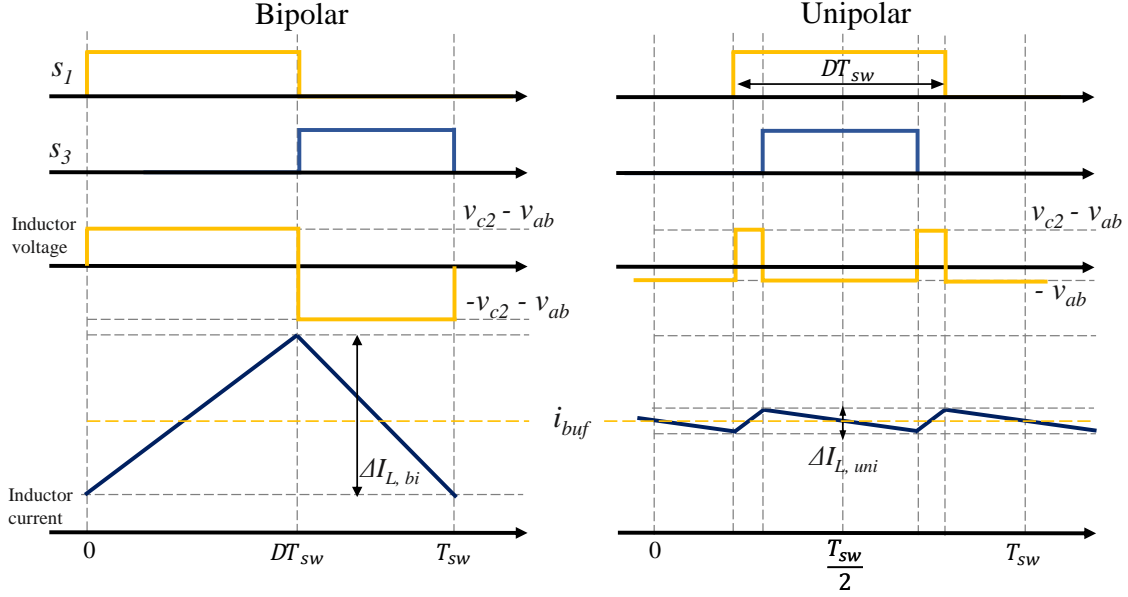 Bipolar
Unipolar
s1
DTsw
s3
Inductor
voltage
vc2 - vab
-vc2 - vab
vc2 - vab
- vab
ΔIL, bi
ibuf
ΔIL, uni
Inductor
current
0
DTsw
Tsw
0
Tsw
2
Tsw